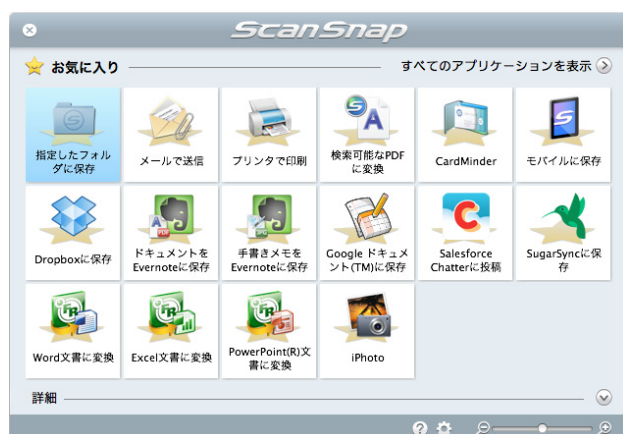 ScanSnap
お気に入り
すべてのアプリケーションを表示
指定したフォル
ダに保存
メールで送信
プリンタで印刷
検索可能なPDF
に変換
CardMinder
モバイルに保存
Dropboxに保存
ドキュメントを
Evernoteに保存
手書きメモを
Evernoteに保存
Google ドキュメ
ント(TM)に保存
Salesforce
Chatterに投稿
SugarSyncに保
存
Word文書に変換
Excel文書に変換
PowerPoint(R)文
書に変換
iPhoto
詳細